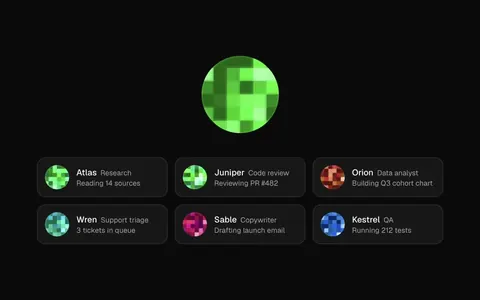 Atlas Research
Reading 14 sources
Juniper Code review
Reviewing PR #482
Orion Data analyst
Building Q3 cohort chart
Wren Support triage
3 tickets in queue
Sable Copywriter
Drafting launch email
Kestrel QA
Running 212 tests